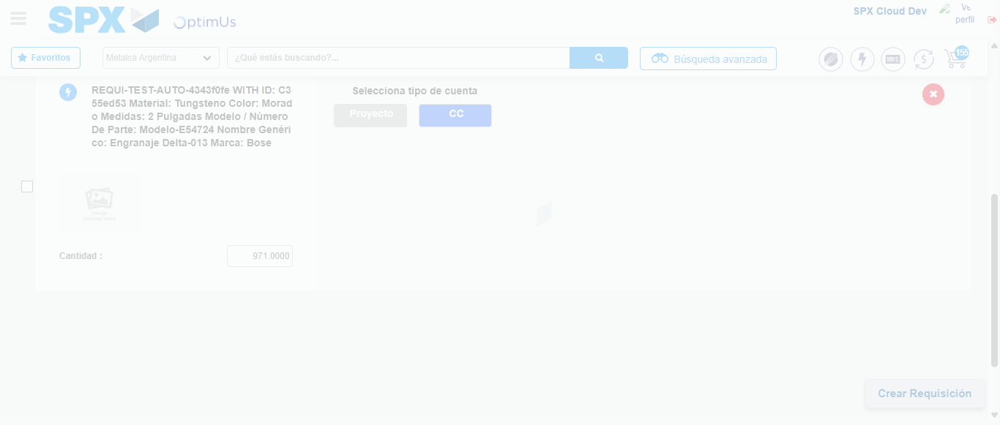 SPX
OptimUs
SPX Cloud Dev
Ve
perfil
Favoritos
Metalsa Argentina
¿Qué estás buscando?...
Búsqueda avanzada
$
155
REQUI-TEST-AUTO-4343f0fe WITH ID: C3
55ed53 Material: Tungsteno Color: Morad
o Medidas: 2 Pulgadas Modelo / Número
De Parte: Modelo-E54724 Nombre Genéri
co: Engranaje Delta-013 Marca: Bose
Selecciona tipo de cuenta
Proyecto
CC
Image
Coming Soon
Cantidad :
971.0000
Crear Requisición